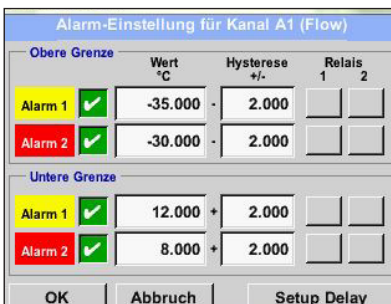 Alarm-Einstellung für Kanal A1 (Flow)
Obere Grenze
Wert Hysterese Relais
°C +/- 1 2
Alarm 1 -35.000 - 2.000
Alarm 2 -30.000 - 2.000
Untere Grenze
Alarm 1 12.000 + 2.000
Alarm 2 8.000 + 2.000
OK Abbruch Setup Delay